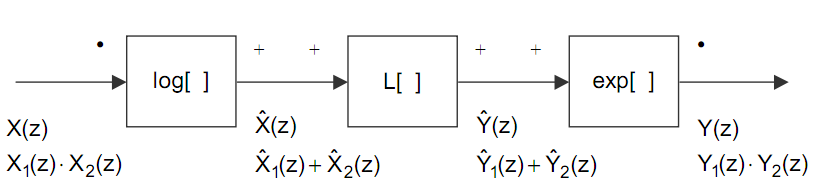 • + + + + •
log[ ] L[ ] exp[ ]
X(z) X̂(z) Ŷ(z) Y(z)
X₁(z)·X₂(z) X̂₁(z)+X̂₂(z) Ŷ₁(z)+Ŷ₂(z) Y₁(z)·Y₂(z)